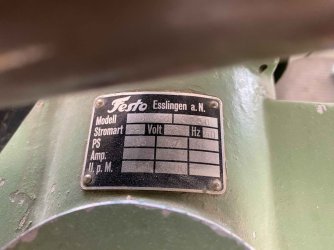 Festo Esslingen a. N.
Modell
Stromart Volt Hz
PS
Amp.
U. p. M.